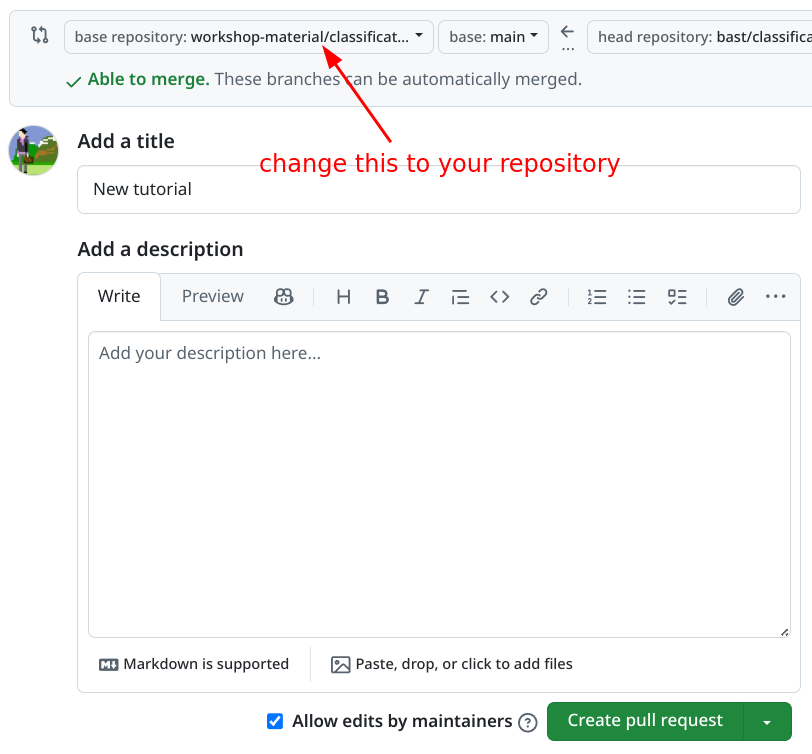 base repository: workshop-material/classificat... base: main head repository: bast/classifica
Able to merge. These branches can be automatically merged.
Add a title
change this to your repository
New tutorial
Add a description
Write Preview
Add your description here...
Markdown is supported Paste, drop, or click to add files
Allow edits by maintainers Create pull request